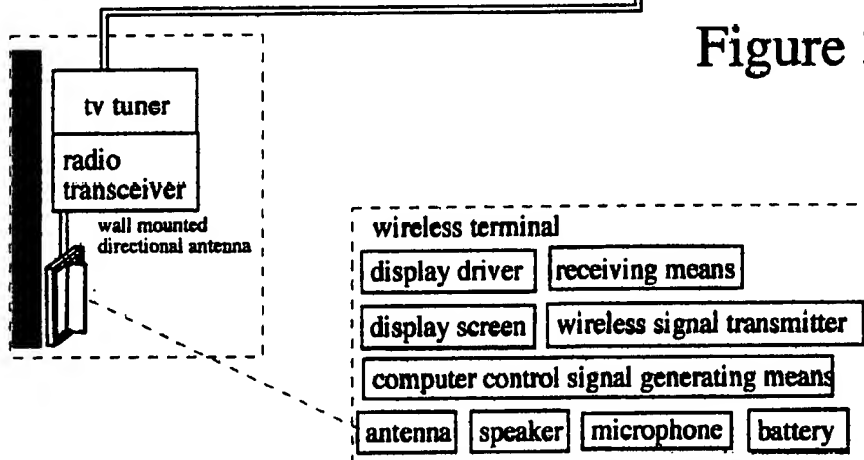 Figure
tv tuner
radio
transceiver
wall mounted
directional antenna
wireless terminal
display driver receiving means
display screen wireless signal transmitter
computer control signal generating means
antenna speaker microphone battery